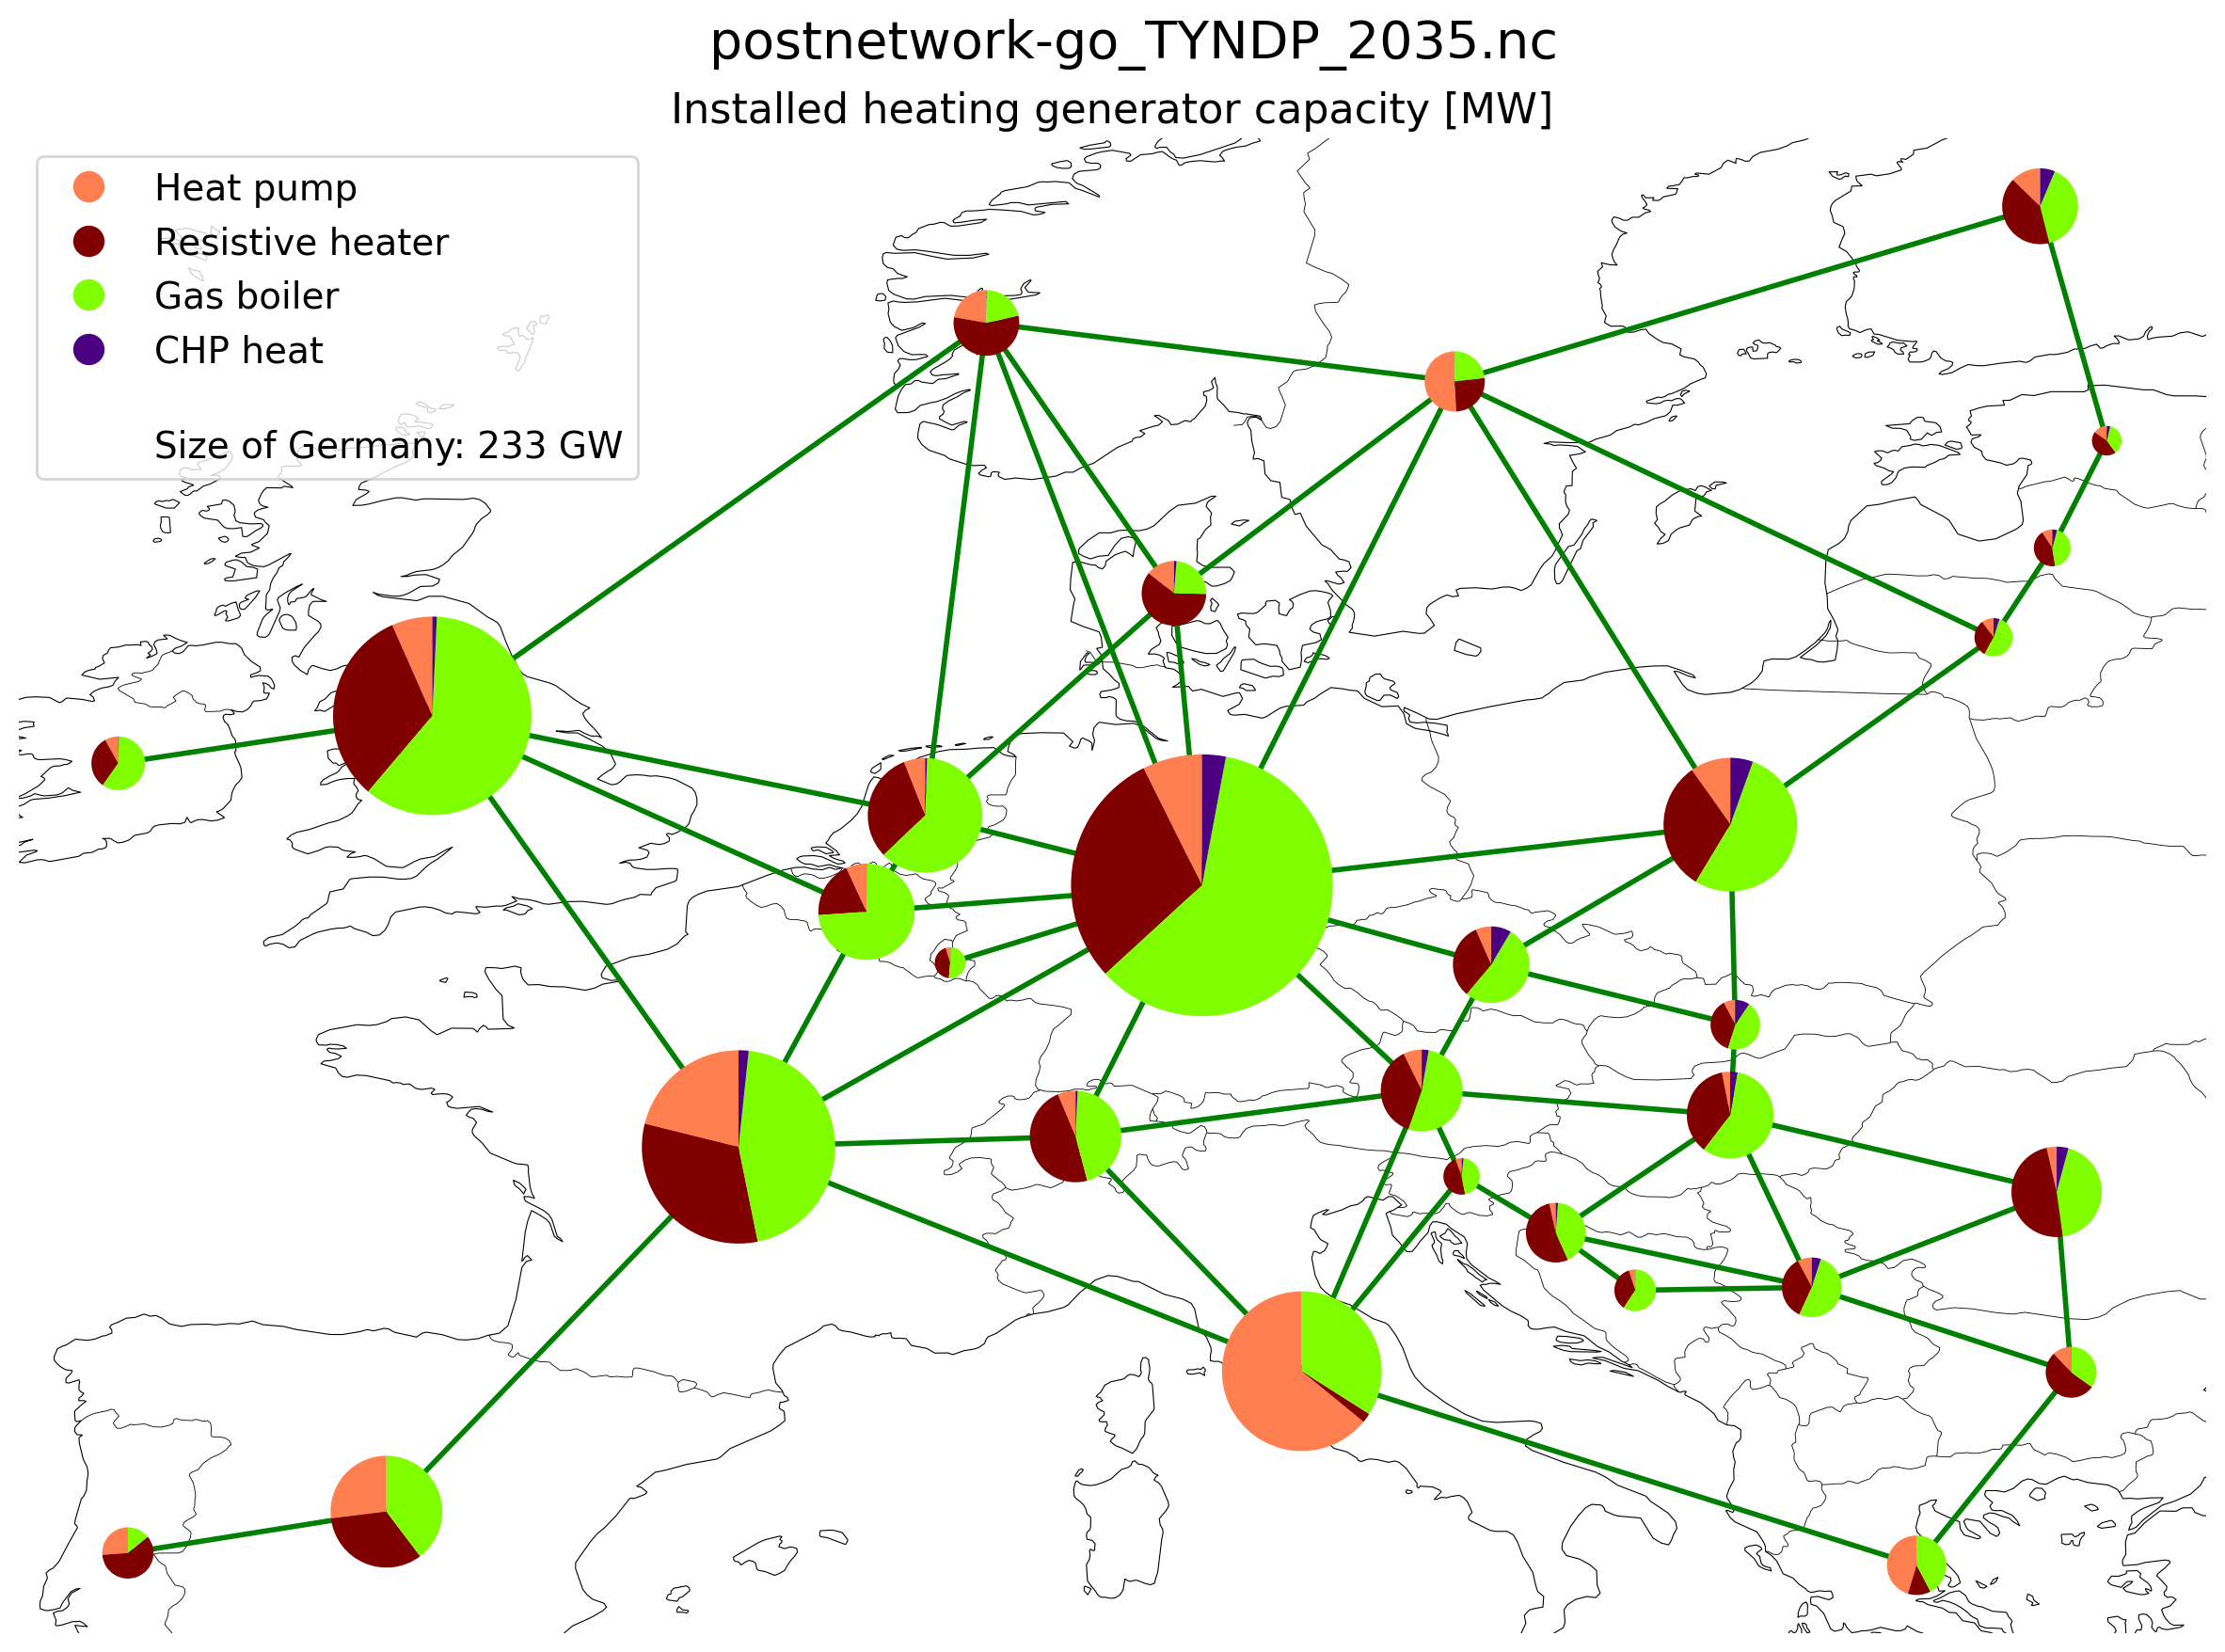 postnetwork-go_TYNDP_2035.nc
Installed heating generator capacity [MW]
Heat pump
Resistive heater
Gas boiler
CHP heat
Size of Germany: 233 GW